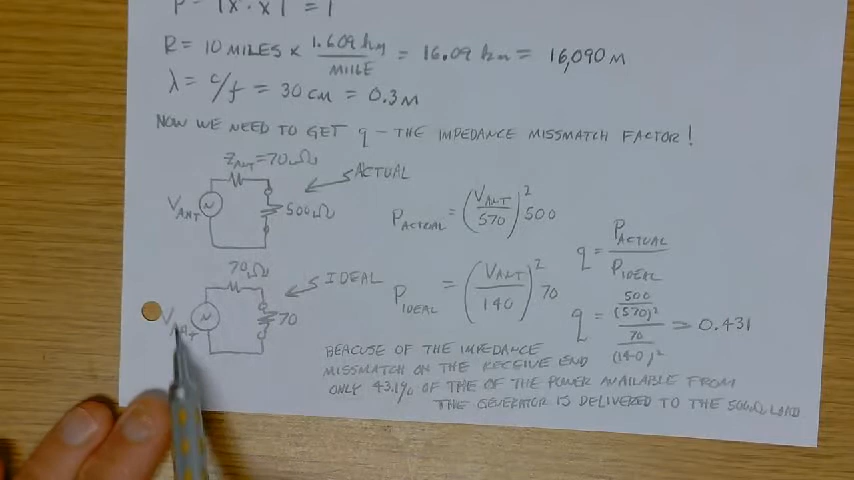 P = |x̂ · x̂| = 1
R = 10 MILES × 1.609 km / MILE = 16.09 km = 16,090 M
λ = c/f = 30 cm = 0.3 M
NOW WE NEED TO GET q - THE IMPEDANCE MISSMATCH FACTOR!
Z_ANT = 70Ω
ACTUAL
V_ANT
500Ω
P_ACTUAL = (V_ANT / 570)² 500
q = P_ACTUAL / P_IDEAL
70Ω
IDEAL
V_ANT
70
P_IDEAL = (V_ANT / 140)² 70
q = (500 / (570)²) / (70 / (140)²) = 0.431
BEACUSE OF THE IMPEDANCE
MISSMATCH ON THE RECEIVE END
ONLY 43.1% OF THE OF THE POWER AVAILABLE FROM
THE GENERATOR IS DELIVERED TO THE 500Ω LOAD